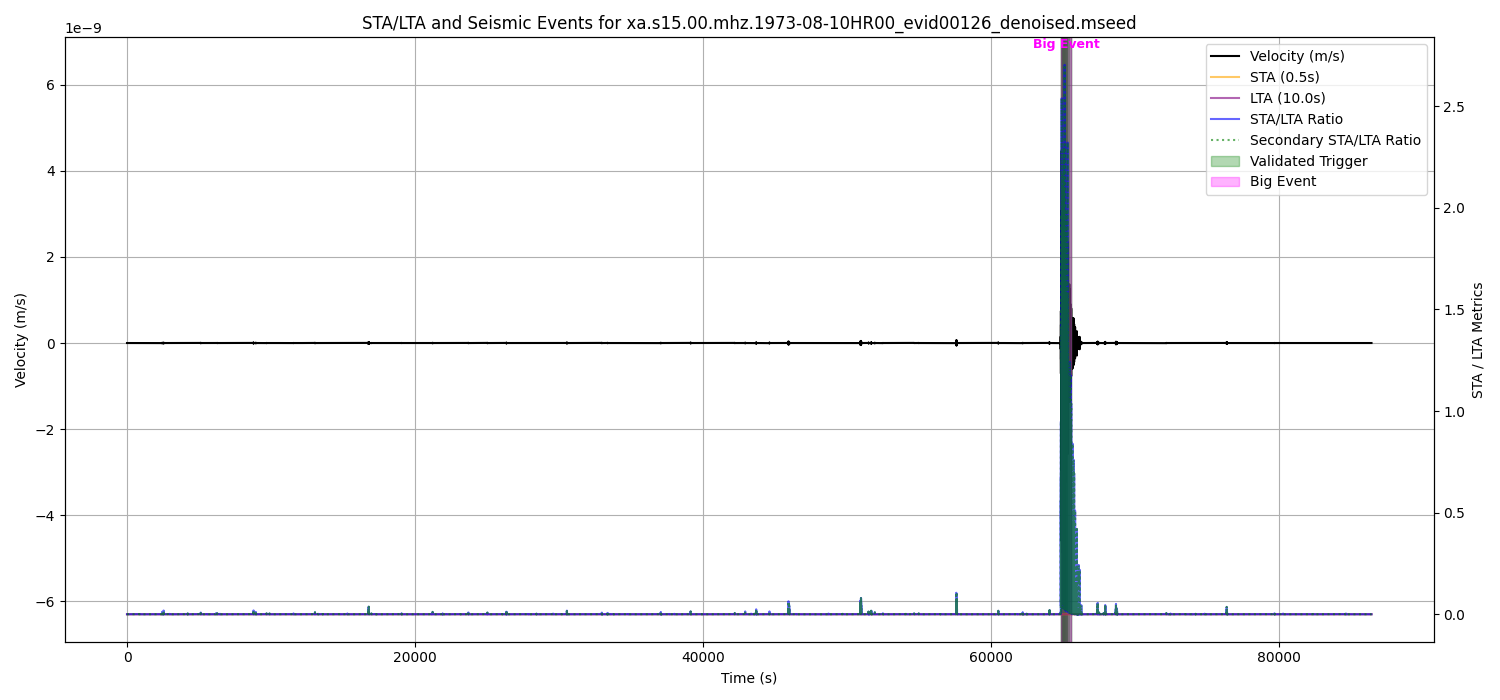 STA/LTA and Seismic Events for xa.s15.00.mhz.1973-08-10HR00_evid00126_denoised.mseed
1e−9
Big Event
Velocity (m/s)
STA (0.5s)
LTA (10.0s)
STA/LTA Ratio
Secondary STA/LTA Ratio
Validated Trigger
Big Event
6
4
2
0
−2
−4
−6
Velocity (m/s)
2.5
2.0
1.5
1.0
0.5
0.0
STA / LTA Metrics
0
20000
40000
60000
80000
Time (s)